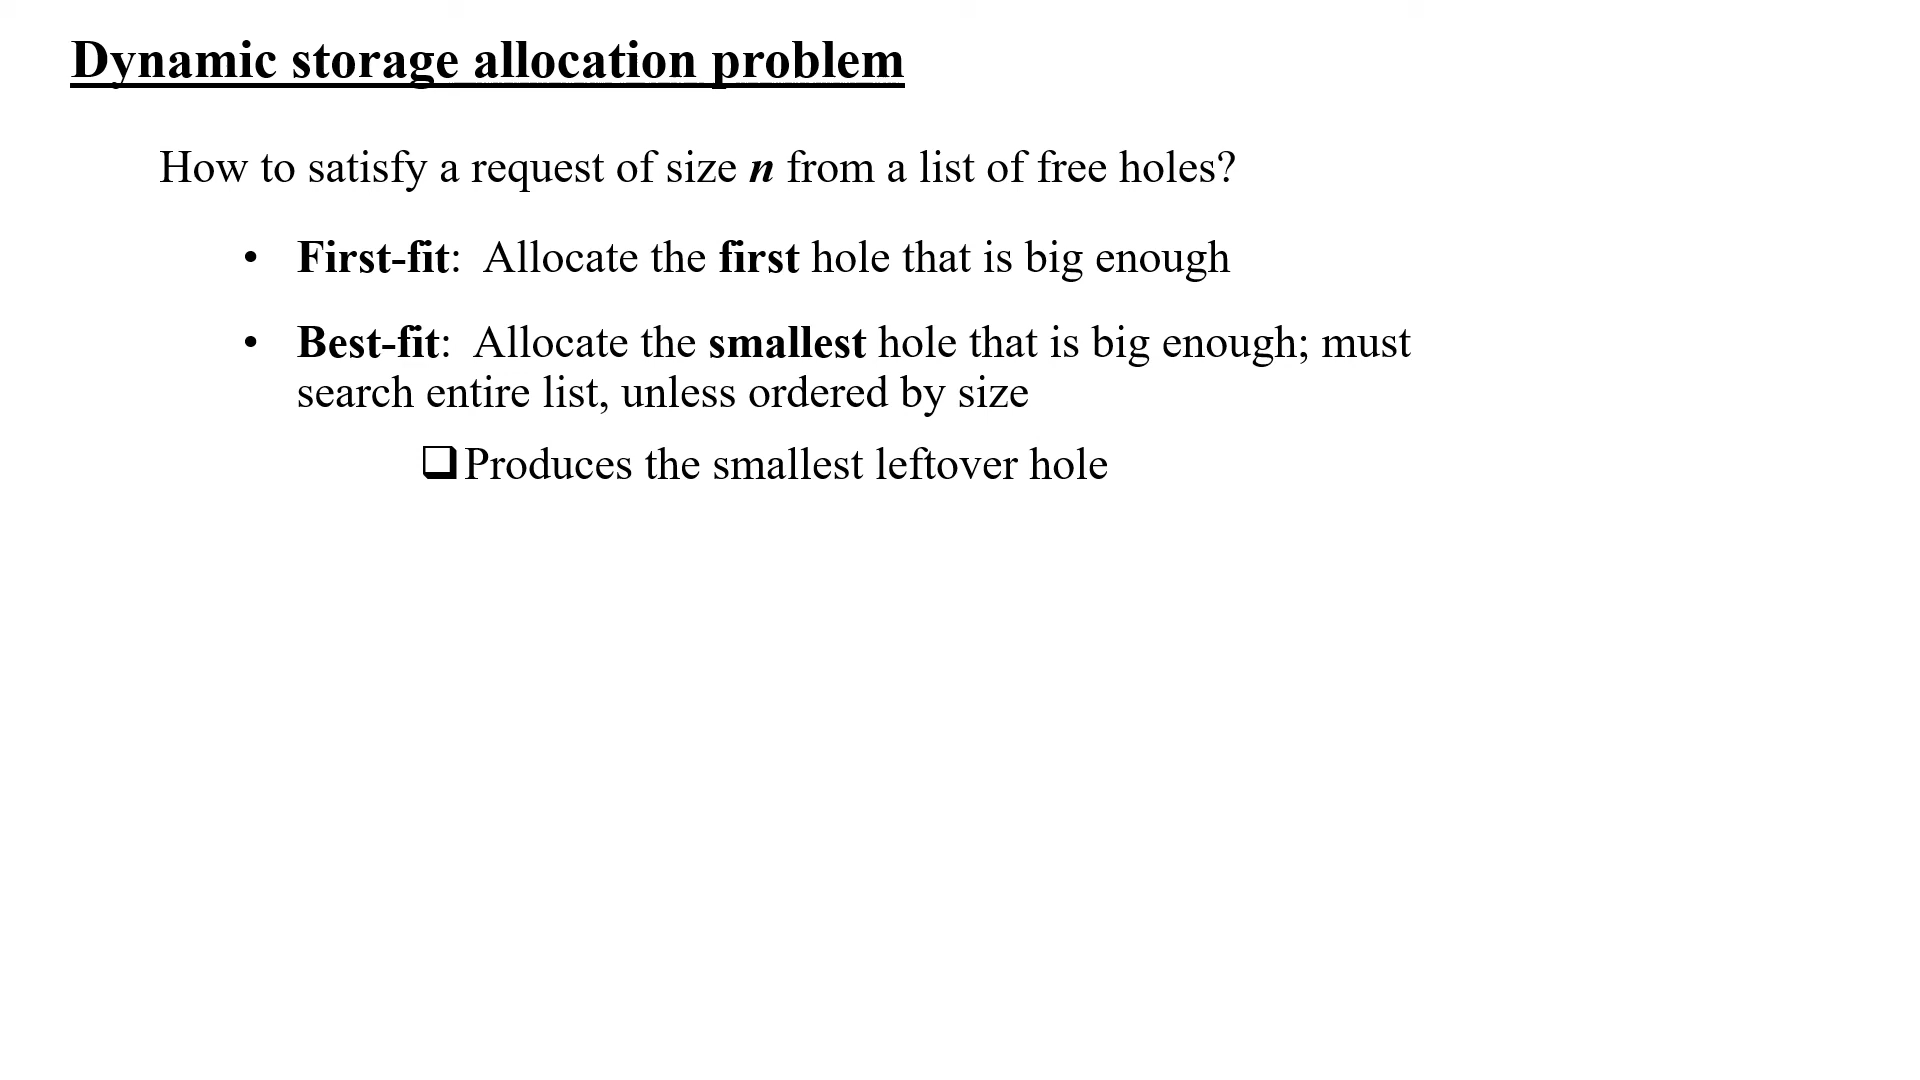 Dynamic storage allocation problem
How to satisfy a request of size n from a list of free holes?
• First-fit: Allocate the first hole that is big enough
• Best-fit: Allocate the smallest hole that is big enough; must
search entire list, unless ordered by size
❑Produces the smallest leftover hole